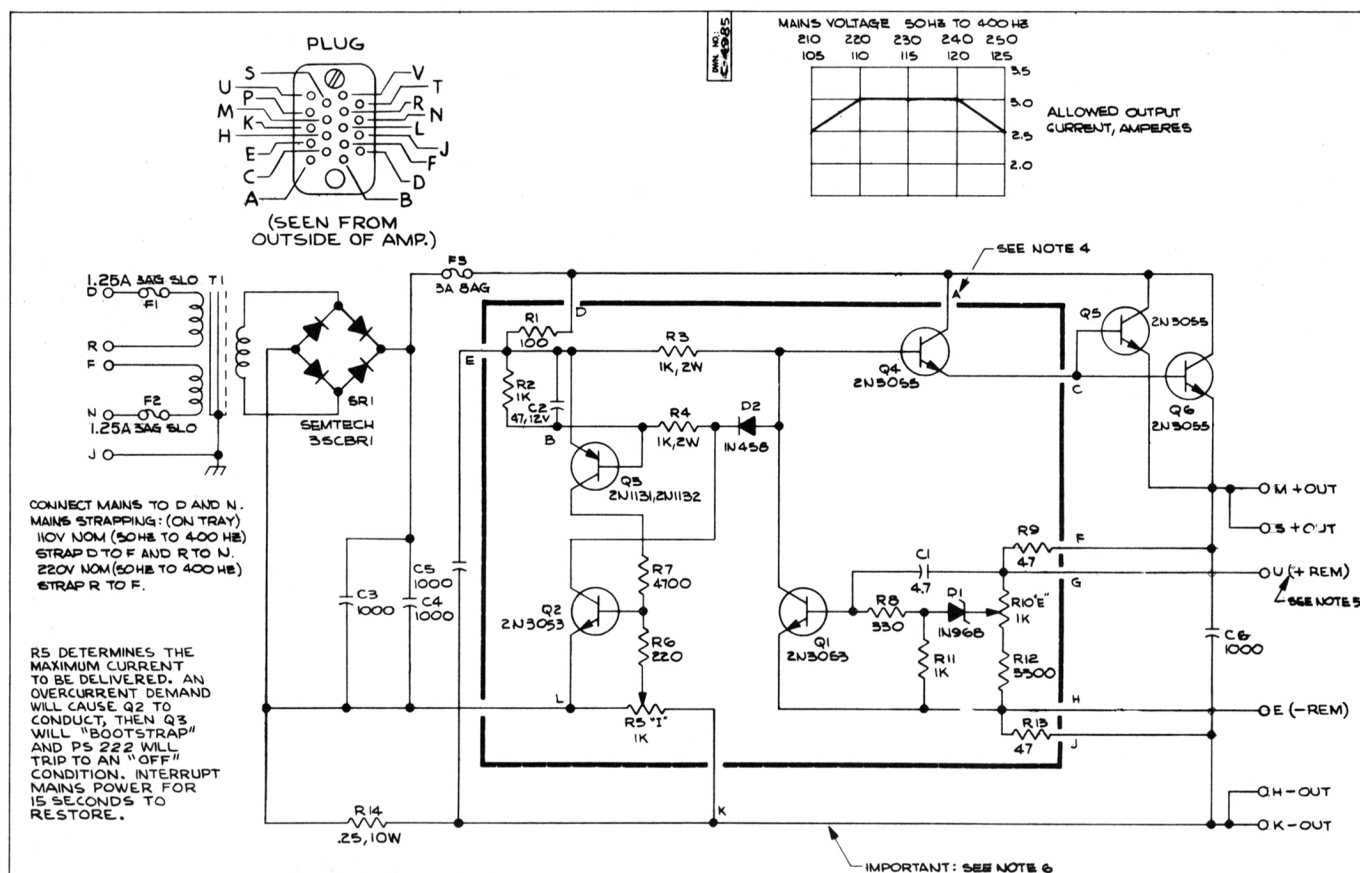 PLUG
S
U
P
M
K
H
E
C
A
V
T
R
N
L
J
F
D
B
(SEEN FROM
OUTSIDE OF AMP.)
DWN. NO.:
C-4985
MAINS VOLTAGE 50HZ TO 400HZ
210 220 230 240 250
105 110 115 120 125
3.5
3.0
2.5
2.0
ALLOWED OUTPUT
CURRENT, AMPERES
SEE NOTE 4
1.25A 3AG SLO
D
F1
T1
R
F
N
F2
1.25A 3AG SLO
J
SR1
SEMTECH
3SCBR1
F3
3A 8AG
D
R1
100
E
R2
1K
C2
47, 12V
B
R3
1K, 2W
R4
1K, 2W
D2
1N458
Q3
2N1131, 2N1132
A
Q4
2N3055
C
Q5
2N3055
Q6
2N3055
M +OUT
S +OUT
CONNECT MAINS TO D AND N.
MAINS STRAPPING: (ON TRAY)
110V NOM (50HZ TO 400 HZ)
STRAP D TO F AND R TO N.
220V NOM (50HZ TO 400 HZ)
STRAP R TO F.
C3
1000
C5
1000
C4
1000
Q2
2N3053
R7
4700
R6
220
L
R5 "I"
1K
Q1
2N3053
C1
4.7
R8
330
D1
1N968
R11
1K
R9
47
F
G
R10 "E"
1K
R12
3300
H
R13
47
J
U (+ REM)
SEE NOTE 5
C6
1000
E (-REM)
R5 DETERMINES THE
MAXIMUM CURRENT
TO BE DELIVERED. AN
OVERCURRENT DEMAND
WILL CAUSE Q2 TO
CONDUCT, THEN Q3
WILL "BOOTSTRAP"
AND PS 222 WILL
TRIP TO AN "OFF"
CONDITION. INTERRUPT
MAINS POWER FOR
15 SECONDS TO
RESTORE.
R14
.25, 10W
K
H-OUT
K-OUT
IMPORTANT: SEE NOTE 6